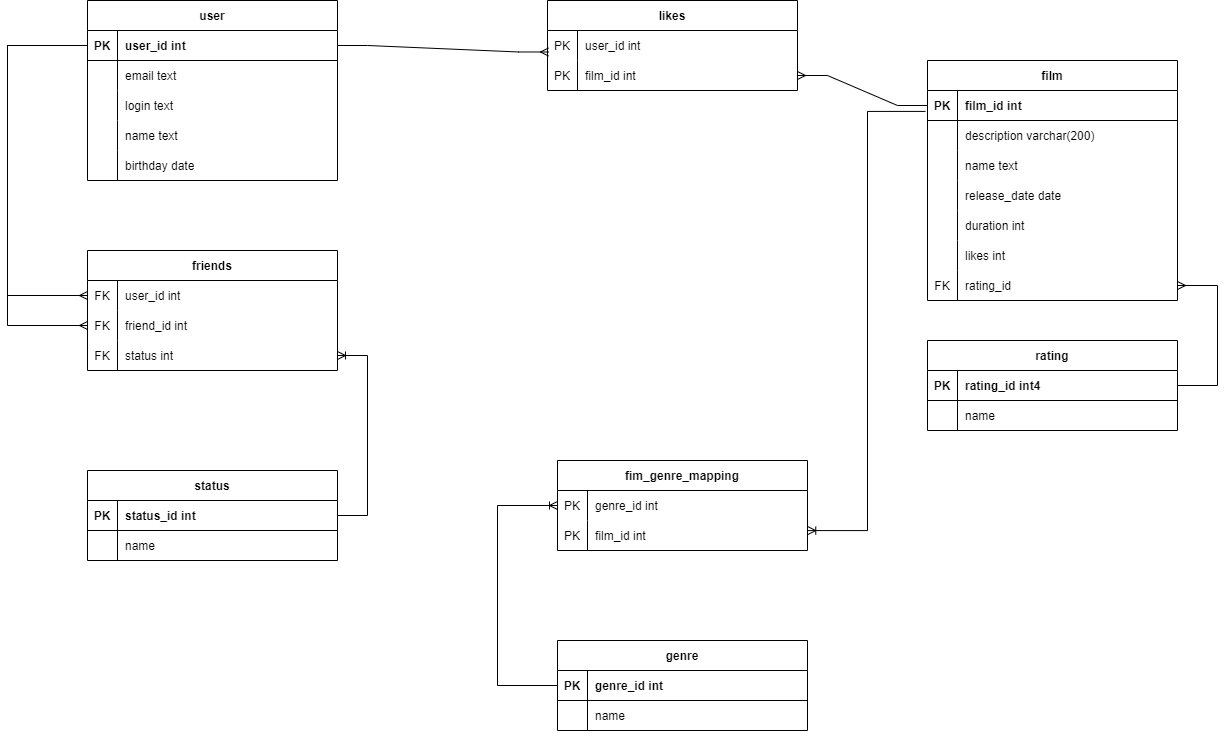 user
PK user_id int
email text
login text
name text
birthday date
likes
PK user_id int
PK film_id int
film
PK film_id int
description varchar(200)
name text
release_date date
duration int
likes int
FK rating_id
friends
FK user_id int
FK friend_id int
FK status int
rating
PK rating_id int4
name
status
PK status_id int
name
fim_genre_mapping
PK genre_id int
PK film_id int
genre
PK genre_id int
name